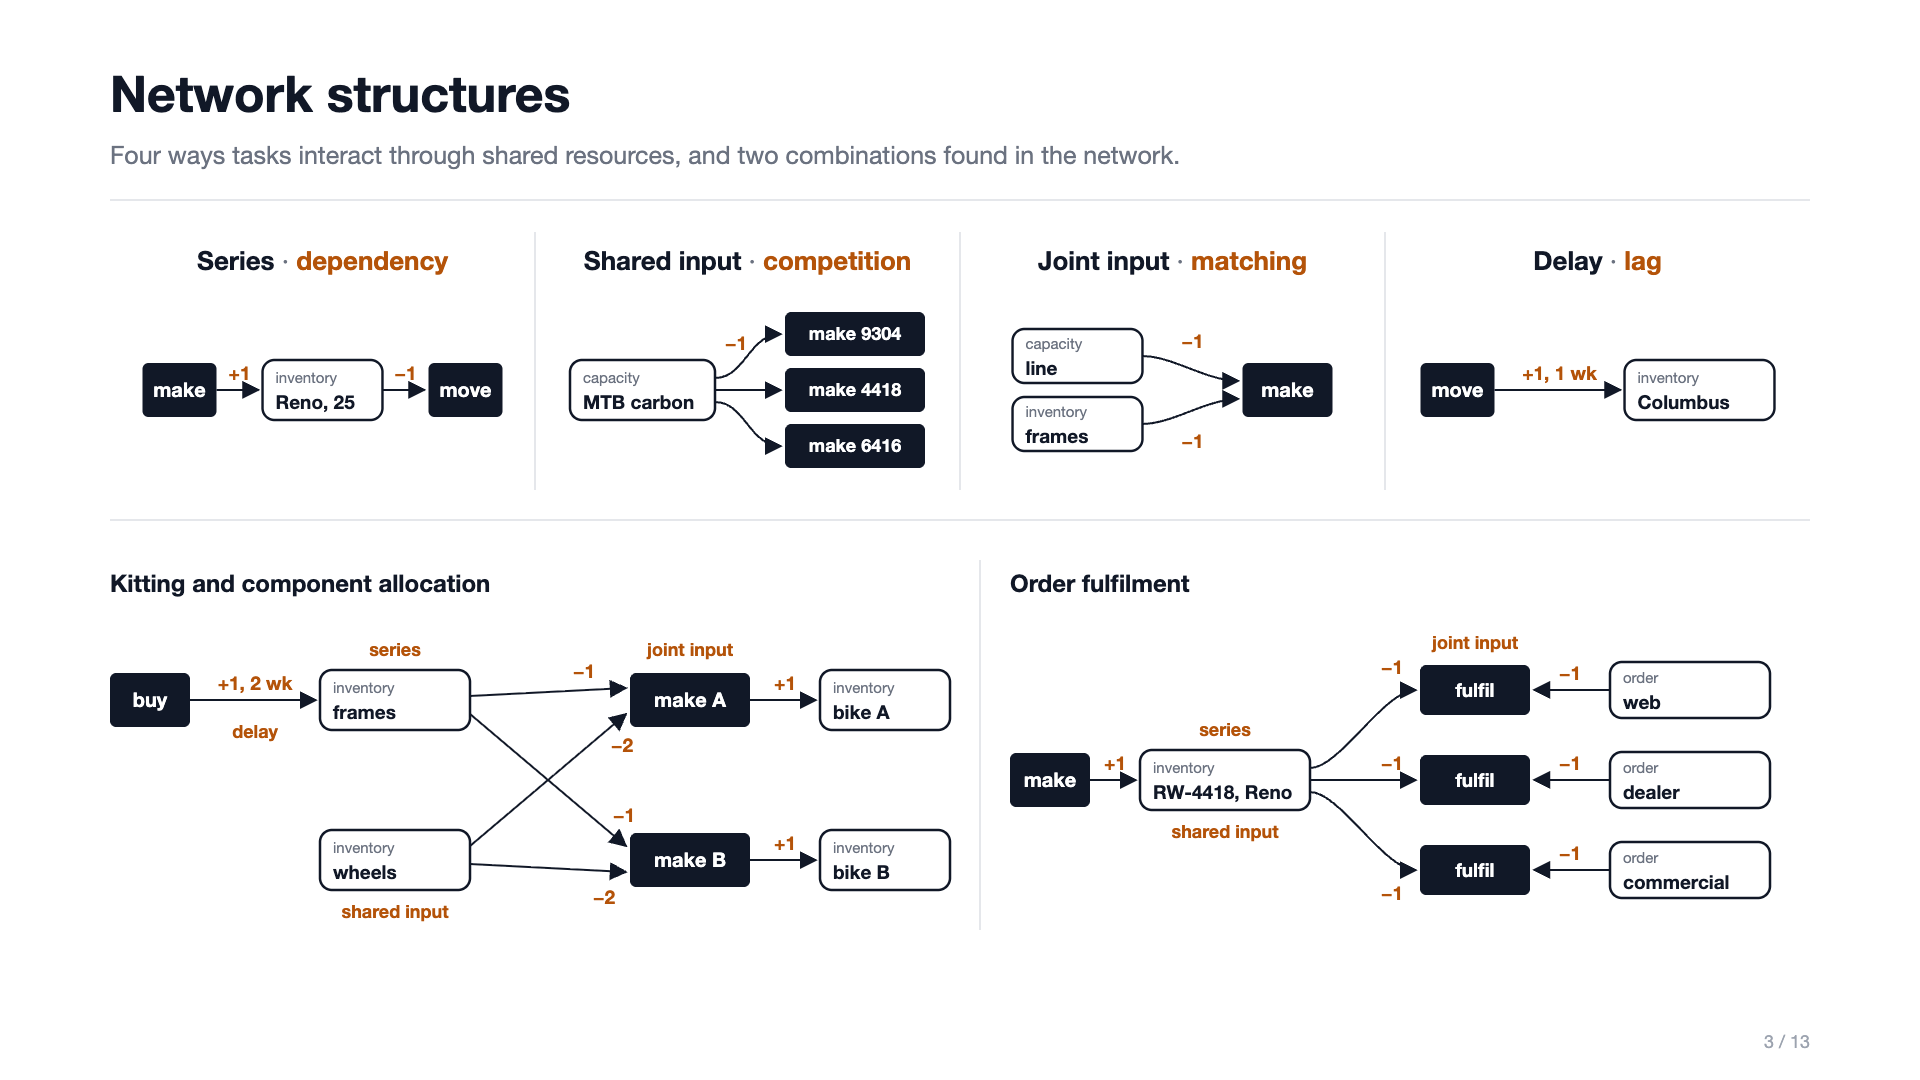 Network structures
Four ways tasks interact through shared resources, and two combinations found in the network.
Series · dependency
make
+1
inventory
Reno, 25
−1
move
Shared input · competition
capacity
MTB carbon
−1
make 9304
make 4418
make 6416
Joint input · matching
capacity
line
inventory
frames
−1
−1
make
Delay · lag
move
+1, 1 wk
inventory
Columbus
Kitting and component allocation
buy
+1, 2 wk
delay
series
inventory
frames
inventory
wheels
shared input
−1
−2
−1
−2
joint input
make A
make B
+1
+1
inventory
bike A
inventory
bike B
Order fulfilment
make
+1
series
inventory
RW-4418, Reno
shared input
−1
−1
−1
joint input
fulfil
fulfil
fulfil
−1
−1
−1
order
web
order
dealer
order
commercial
3 / 13